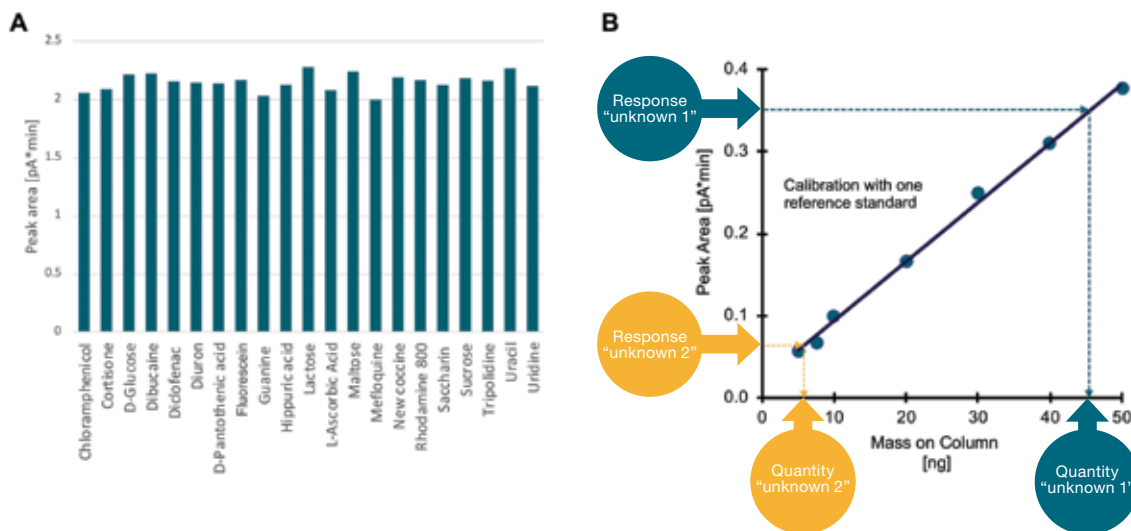 A
2.5
2
1.5
1
0.5
0
Peak area [pA*min]
Chloramphenicol
Cortisone
D-Glucose
Dibucaine
Diclofenac
Diuron
D-Pantothenic acid
Fluorescein
Guanine
Hippuric acid
Lactose
L-Ascorbic Acid
Maltose
Mefloquine
New coccine
Rhodamine 800
Saccharin
Sucrose
Tripolidine
Uracil
Uridine
B
Response
“unknown 1”
Response
“unknown 2”
0.4
0.3
0.2
0.1
0.0
Peak Area [pA*min]
Calibration with one
reference standard
0
10
20
30
40
50
Mass on Column
[ng]
Quantity
“unknown 2”
Quantity
“unknown 1”